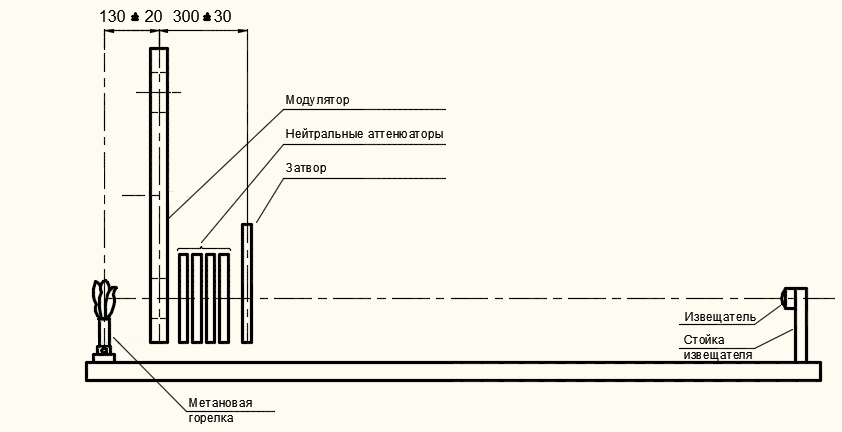 130 ± 20 300 ± 30
Модулятор
Нейтральные аттенюаторы
Затвор
Извещатель
Стойка
извещателя
Метановая
горелка